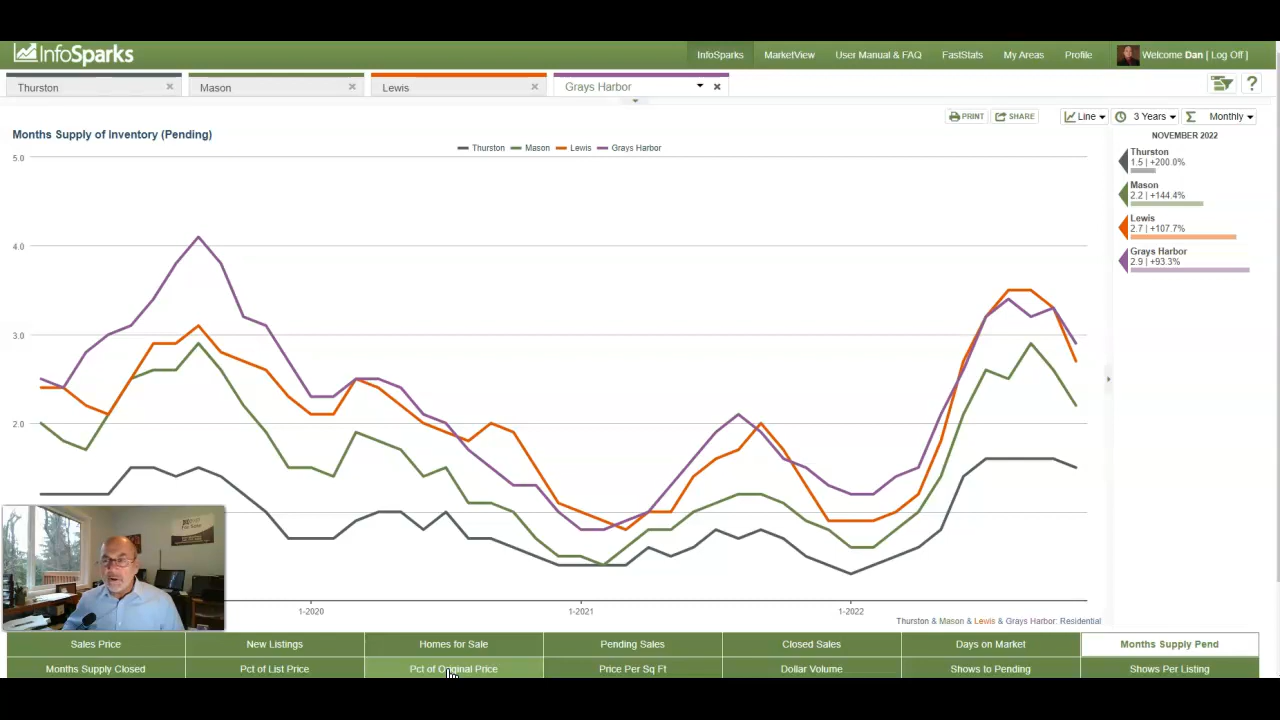 InfoSparks
InfoSparks MarketView User Manual & FAQ FastStats My Areas Profile Welcome Dan [ Log Off ]
Thurston × Mason × Lewis × Grays Harbor ×
?
PRINT SHARE Line 3 Years Σ Monthly
Months Supply of Inventory (Pending)
Thurston Mason Lewis Grays Harbor
NOVEMBER 2022
Thurston
1.5 | +200.0%
Mason
2.2 | +144.4%
Lewis
2.7 | +107.7%
Grays Harbor
2.9 | +93.3%
5.0
4.0
3.0
2.0
1-2020 1-2021 1-2022
Thurston & Mason & Lewis & Grays Harbor: Residential
Sales Price New Listings Homes for Sale Pending Sales Closed Sales Days on Market Months Supply Pend
Months Supply Closed Pct of List Price Pct of Original Price Price Per Sq Ft Dollar Volume Shows to Pending Shows Per Listing